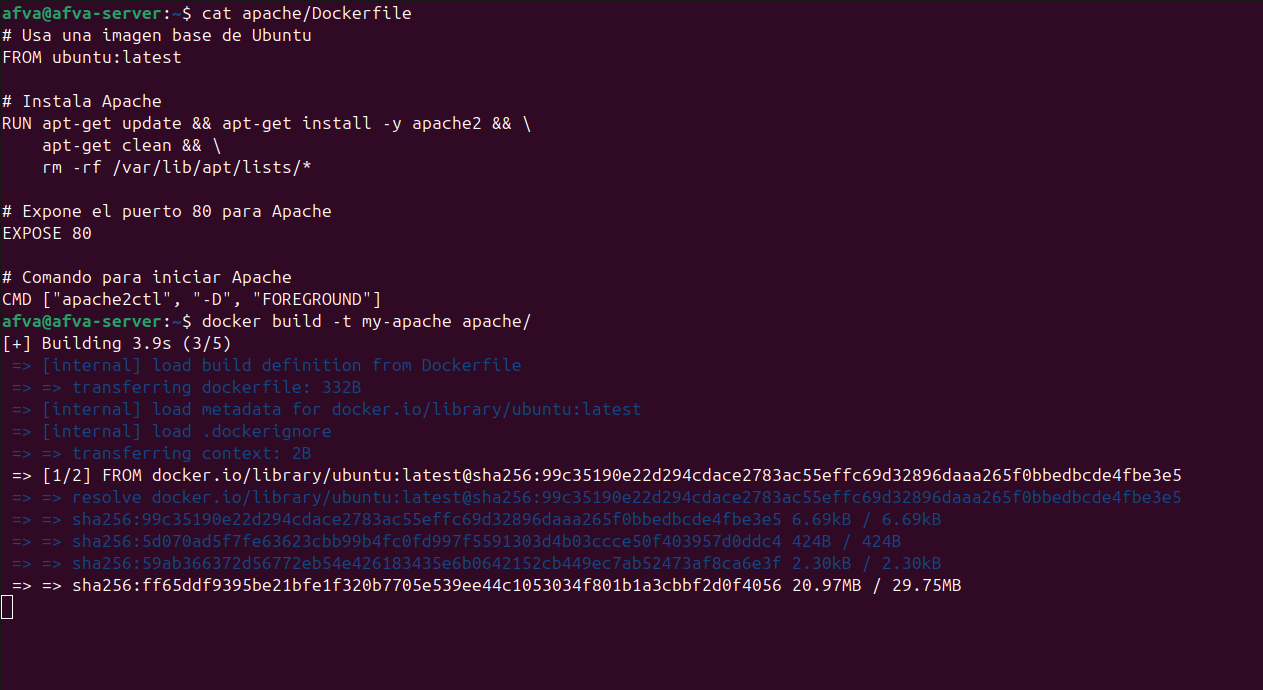 afva@afva-server:~$ cat apache/Dockerfile
# Usa una imagen base de Ubuntu
FROM ubuntu:latest

# Instala Apache
RUN apt-get update && apt-get install -y apache2 && \
    apt-get clean && \
    rm -rf /var/lib/apt/lists/*

# Expone el puerto 80 para Apache
EXPOSE 80

# Comando para iniciar Apache
CMD ["apache2ctl", "-D", "FOREGROUND"]
afva@afva-server:~$ docker build -t my-apache apache/
[+] Building 3.9s (3/5)
 => [internal] load build definition from Dockerfile
 => => transferring dockerfile: 332B
 => [internal] load metadata for docker.io/library/ubuntu:latest
 => [internal] load .dockerignore
 => => transferring context: 2B
 => [1/2] FROM docker.io/library/ubuntu:latest@sha256:99c35190e22d294cdace2783ac55effc69d32896daaa265f0bbedbcde4fbe3e5
 => => resolve docker.io/library/ubuntu:latest@sha256:99c35190e22d294cdace2783ac55effc69d32896daaa265f0bbedbcde4fbe3e5
 => => sha256:99c35190e22d294cdace2783ac55effc69d32896daaa265f0bbedbcde4fbe3e5 6.69kB / 6.69kB
 => => sha256:5d070ad5f7fe63623cbb99b4fc0fd997f5591303d4b03ccce50f403957d0ddc4 424B / 424B
 => => sha256:59ab366372d56772eb54e426183435e6b0642152cb449ec7ab52473af8ca6e3f 2.30kB / 2.30kB
 => => sha256:ff65ddf9395be21bfe1f320b7705e539ee44c1053034f801b1a3cbbf2d0f4056 20.97MB / 29.75MB